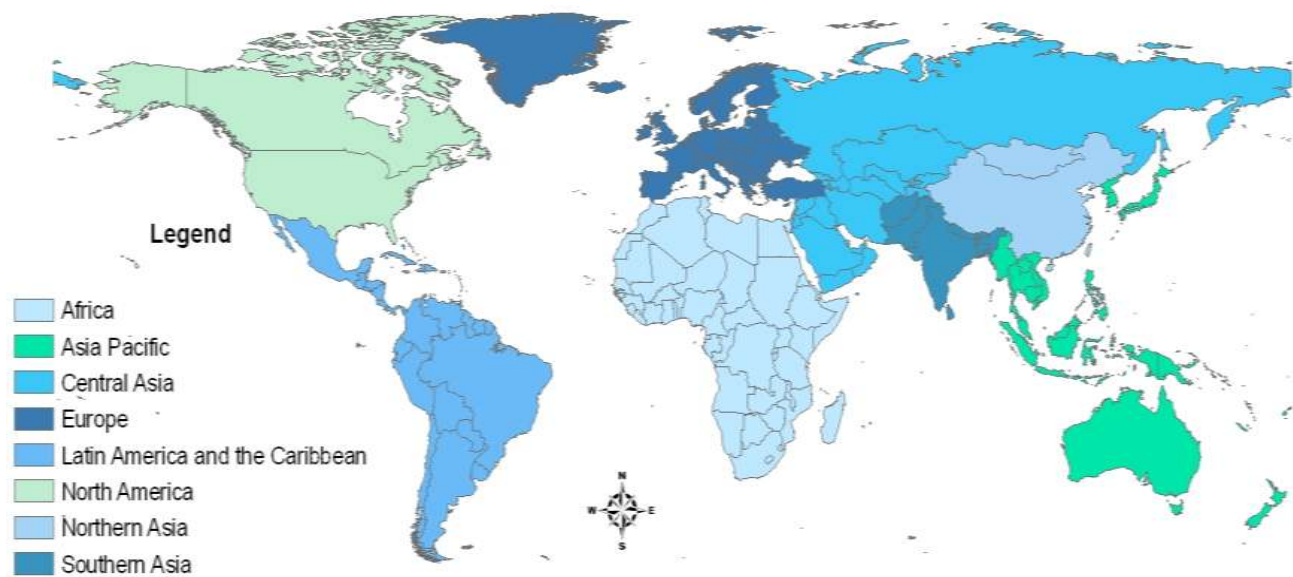 Legend
Africa
Asia Pacific
Central Asia
Europe
Latin America and the Caribbean
North America
Northern Asia
Southern Asia
N
W E
S